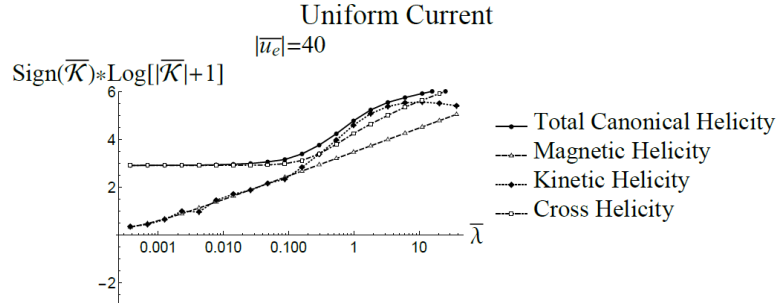 Uniform Current
|u̅ₑ|=40
Sign(𝒦̅)*Log[|𝒦̅|+1]
6
4
2
−2
0.001 0.010 0.100 1 10
λ̅
Total Canonical Helicity
Magnetic Helicity
Kinetic Helicity
Cross Helicity